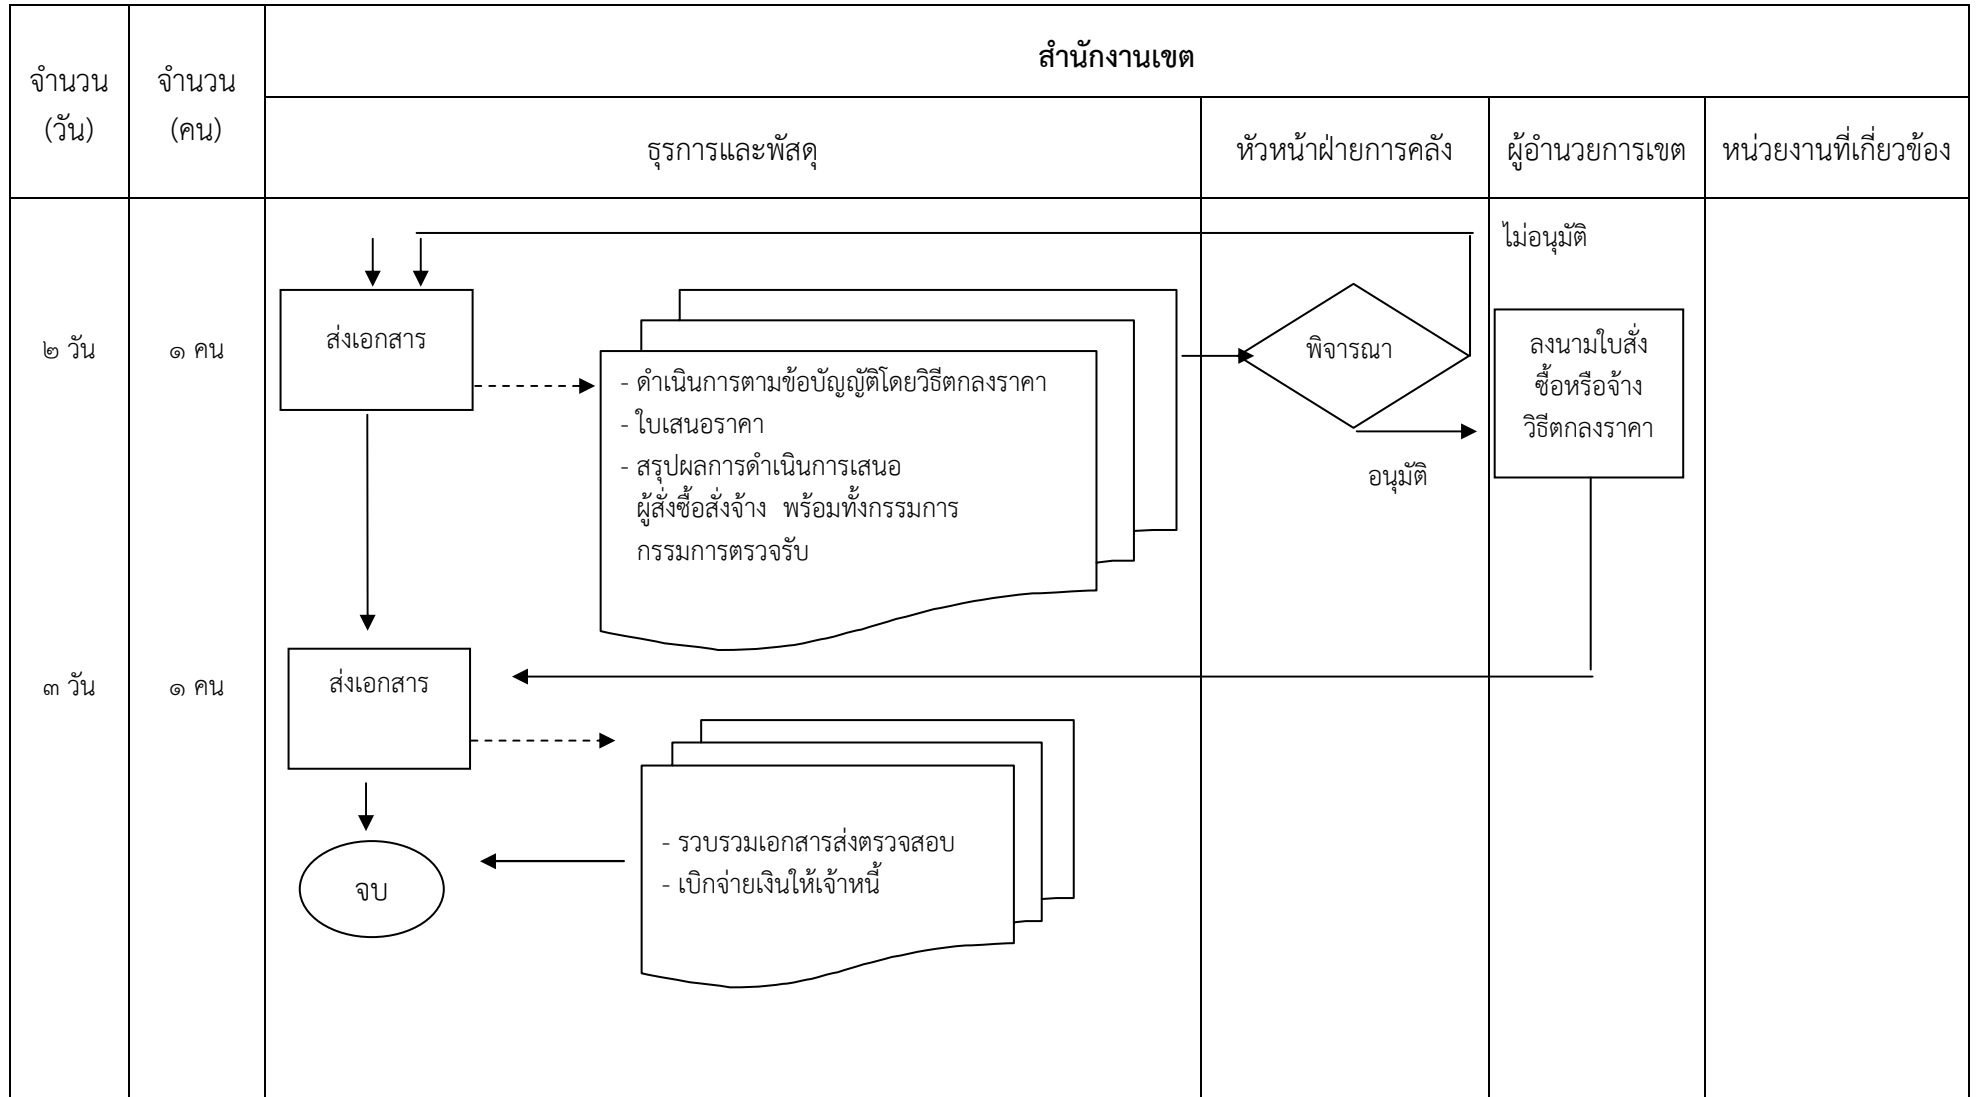 สำนักงานเขต
จำนวน
(วัน)
จำนวน
(คน)
ธุรการและพัสดุ
หัวหน้าฝ่ายการคลัง
ผู้อำนวยการเขต
หน่วยงานที่เกี่ยวข้อง
ไม่อนุมัติ
๒ วัน
๑ คน
ส่งเอกสาร
- ดำเนินการตามข้อบัญญัติโดยวิธีตกลงราคา
- ใบเสนอราคา
- สรุปผลการดำเนินการเสนอ
ผู้สั่งซื้อสั่งจ้าง พร้อมทั้งกรรมการ
กรรมการตรวจรับ
พิจารณา
อนุมัติ
ลงนามใบสั่ง
ซื้อหรือจ้าง
วิธีตกลงราคา
๓ วัน
๑ คน
ส่งเอกสาร
- รวบรวมเอกสารส่งตรวจสอบ
- เบิกจ่ายเงินให้เจ้าหนี้
จบ